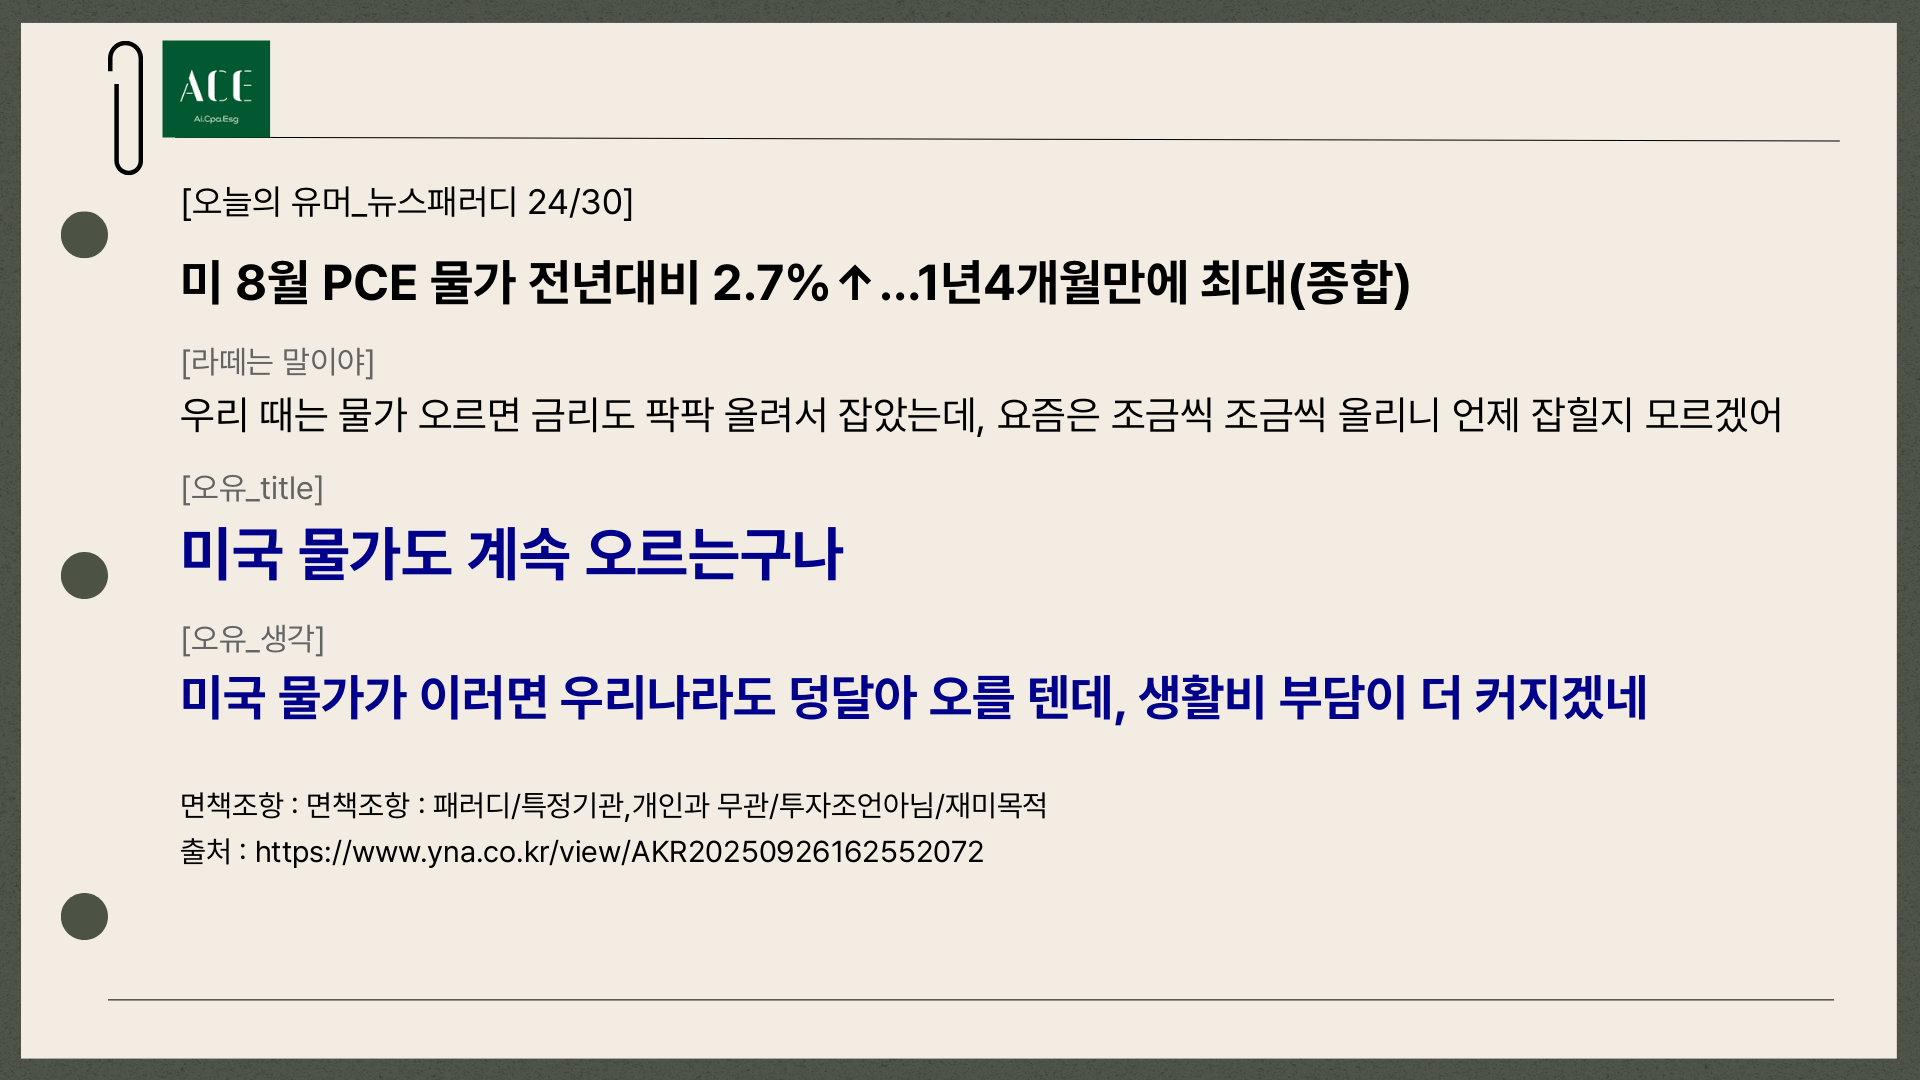 ACE
Ai.Cpa.Esg
[오늘의 유머_뉴스패러디 24/30]
미 8월 PCE 물가 전년대비 2.7%↑...1년4개월만에 최대(종합)
[라떼는 말이야]
우리 때는 물가 오르면 금리도 팍팍 올려서 잡았는데, 요즘은 조금씩 조금씩 올리니 언제 잡힐지 모르겠어
[오유_title]
미국 물가도 계속 오르는구나
[오유_생각]
미국 물가가 이러면 우리나라도 덩달아 오를 텐데, 생활비 부담이 더 커지겠네
면책조항 : 면책조항 : 패러디/특정기관,개인과 무관/투자조언아님/재미목적
출처 : https://www.yna.co.kr/view/AKR20250926162552072